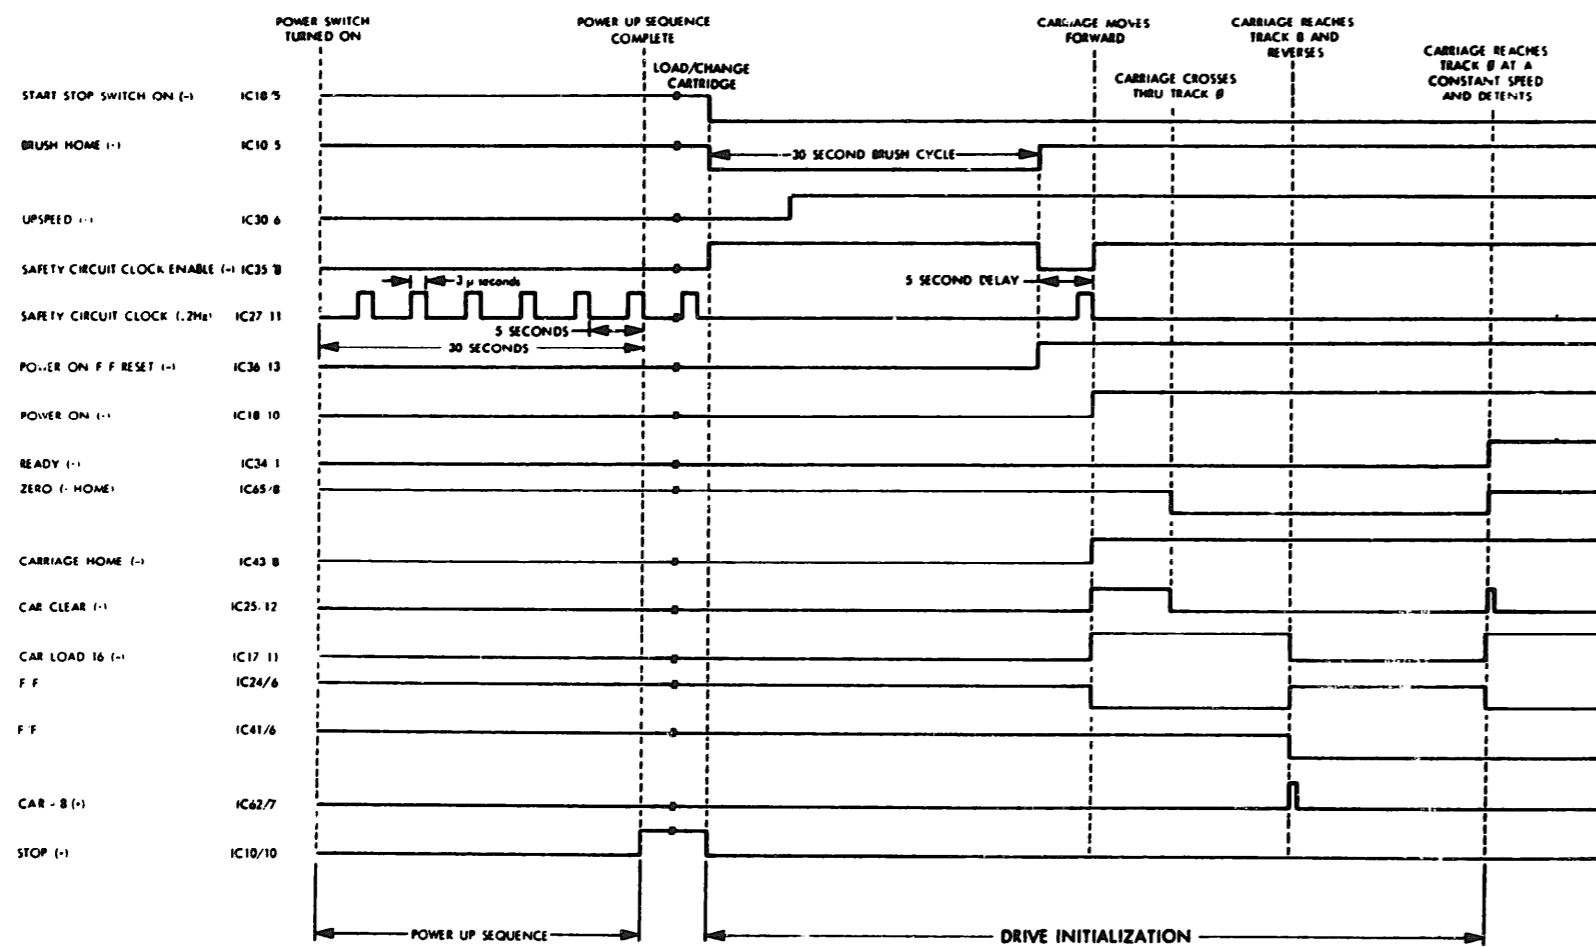 POWER SWITCH
TURNED ON
POWER UP SEQUENCE
COMPLETE
LOAD/CHANGE
CARTRIDGE
CARRIAGE MOVES
FORWARD
CARRIAGE CROSSES
THRU TRACK 0
CARRIAGE REACHES
TRACK 8 AND
REVERSES
CARRIAGE REACHES
TRACK 0 AT A
CONSTANT SPEED
AND DETENTS
START STOP SWITCH ON (-) IC18/5
BRUSH HOME (-) IC10 5
30 SECOND BRUSH CYCLE
UPSPEED IC30 6
SAFETY CIRCUIT CLOCK ENABLE (-) IC35 8
3 μ seconds
5 SECOND DELAY
SAFETY CIRCUIT CLOCK (.2Hz) IC27 11
5 SECONDS
30 SECONDS
POWER ON F F RESET (-) IC36 13
POWER ON (-) IC18 10
READY (-) IC34 1
ZERO (- HOME) IC65/8
CARRIAGE HOME (-) IC43 8
CAR CLEAR (-) IC25/12
CAR LOAD 16 (-) IC17 11
F F IC24/6
F F IC41/6
CAR - 8 (+) IC62/7
STOP (+) IC10/10
POWER UP SEQUENCE
DRIVE INITIALIZATION